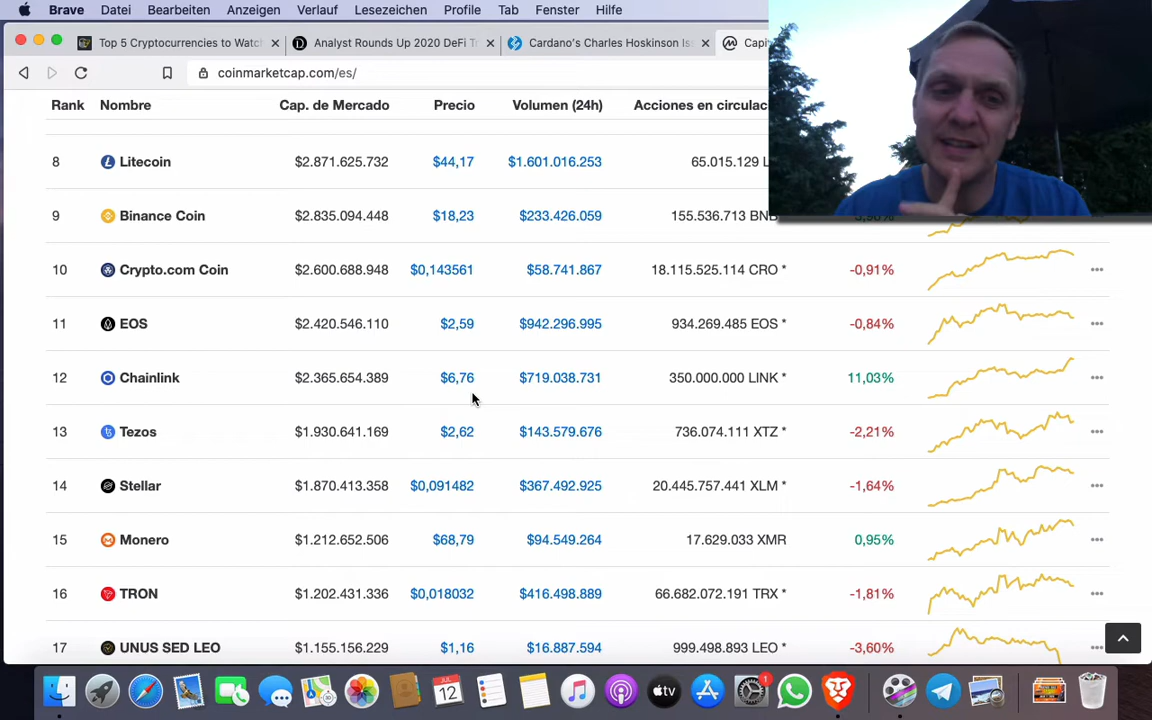 Brave Datei Bearbeiten Anzeigen Verlauf Lesezeichen Profile Tab Fenster Hilfe
Top 5 Cryptocurrencies to Watch Analyst Rounds Up 2020 DeFi T Cardano's Charles Hoskinson Is Capi
coinmarketcap.com/es/
Rank Nombre Cap. de Mercado Precio Volumen (24h) Acciones en circulac
8 Litecoin $2.871.625.732 $44,17 $1.601.016.253 65.015.129 L
9 Binance Coin $2.835.094.448 $18,23 $233.426.059 155.536.713 BNB
10 Crypto.com Coin $2.600.688.948 $0,143561 $58.741.867 18.115.525.114 CRO * -0,91%
11 EOS $2.420.546.110 $2,59 $942.296.995 934.269.485 EOS * -0,84%
12 Chainlink $2.365.654.389 $6,76 $719.038.731 350.000.000 LINK * 11,03%
13 Tezos $1.930.641.169 $2,62 $143.579.676 736.074.111 XTZ * -2,21%
14 Stellar $1.870.413.358 $0,091482 $367.492.925 20.445.757.441 XLM * -1,64%
15 Monero $1.212.652.506 $68,79 $94.549.264 17.629.033 XMR 0,95%
16 TRON $1.202.431.336 $0,018032 $416.498.889 66.682.072.191 TRX * -1,81%
17 UNUS SED LEO $1.155.156.229 $1,16 $16.887.594 999.498.893 LEO * -3,60%
JUL
12
tv
1